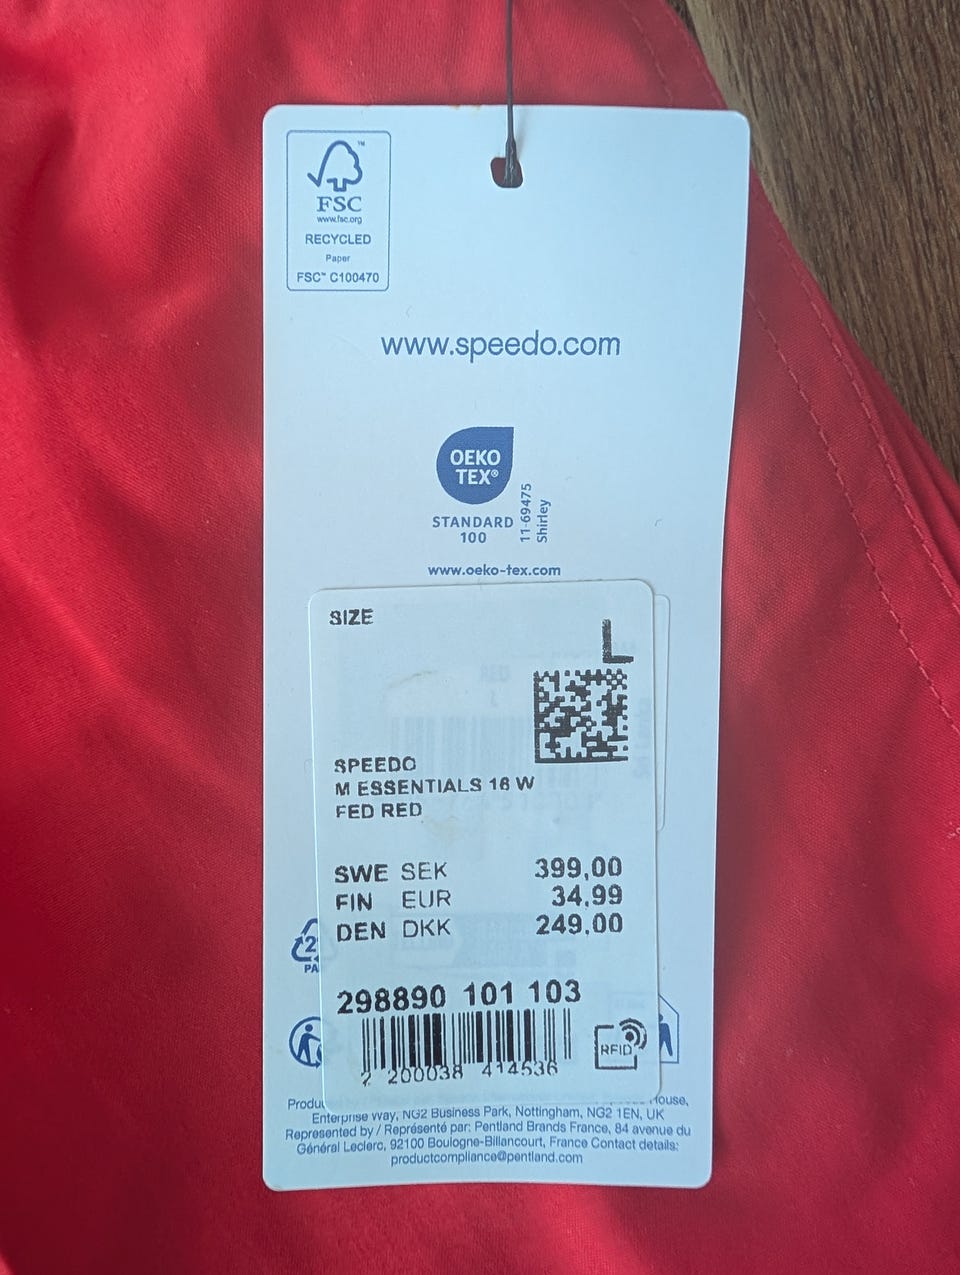 FSC™
www.fsc.org
RECYCLED
Paper
FSC™ C100470
www.speedo.com
OEKO
TEX®
STANDARD
100
11-69475
Shirley
www.oeko-tex.com
SIZE
L
SPEEDO
M ESSENTIALS 16 W
FED RED
SWE SEK 399,00
FIN EUR 34,99
DEN DKK 249,00
298890 101 103
2 200038 414536
RFID
PA
Enterprise Way, NG2 Business Park, Nottingham, NG2 1EN, UK
Represented by / Représenté par: Pentland Brands France, 84 avenue du
Général Leclerc, 92100 Boulogne-Billancourt, France Contact details:
productcompliance@pentland.com